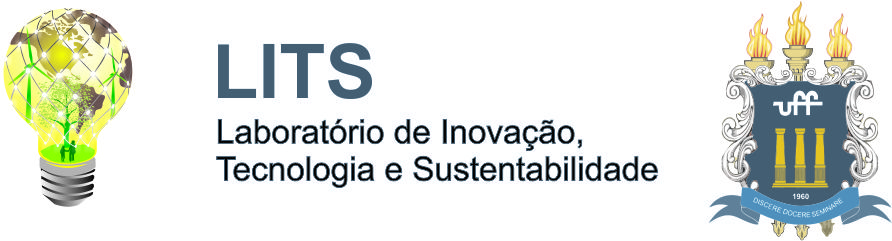 LITS
Laboratório de Inovação,
Tecnologia e Sustentabilidade
uff
1960
DISCERE DOCERE SEMINARE